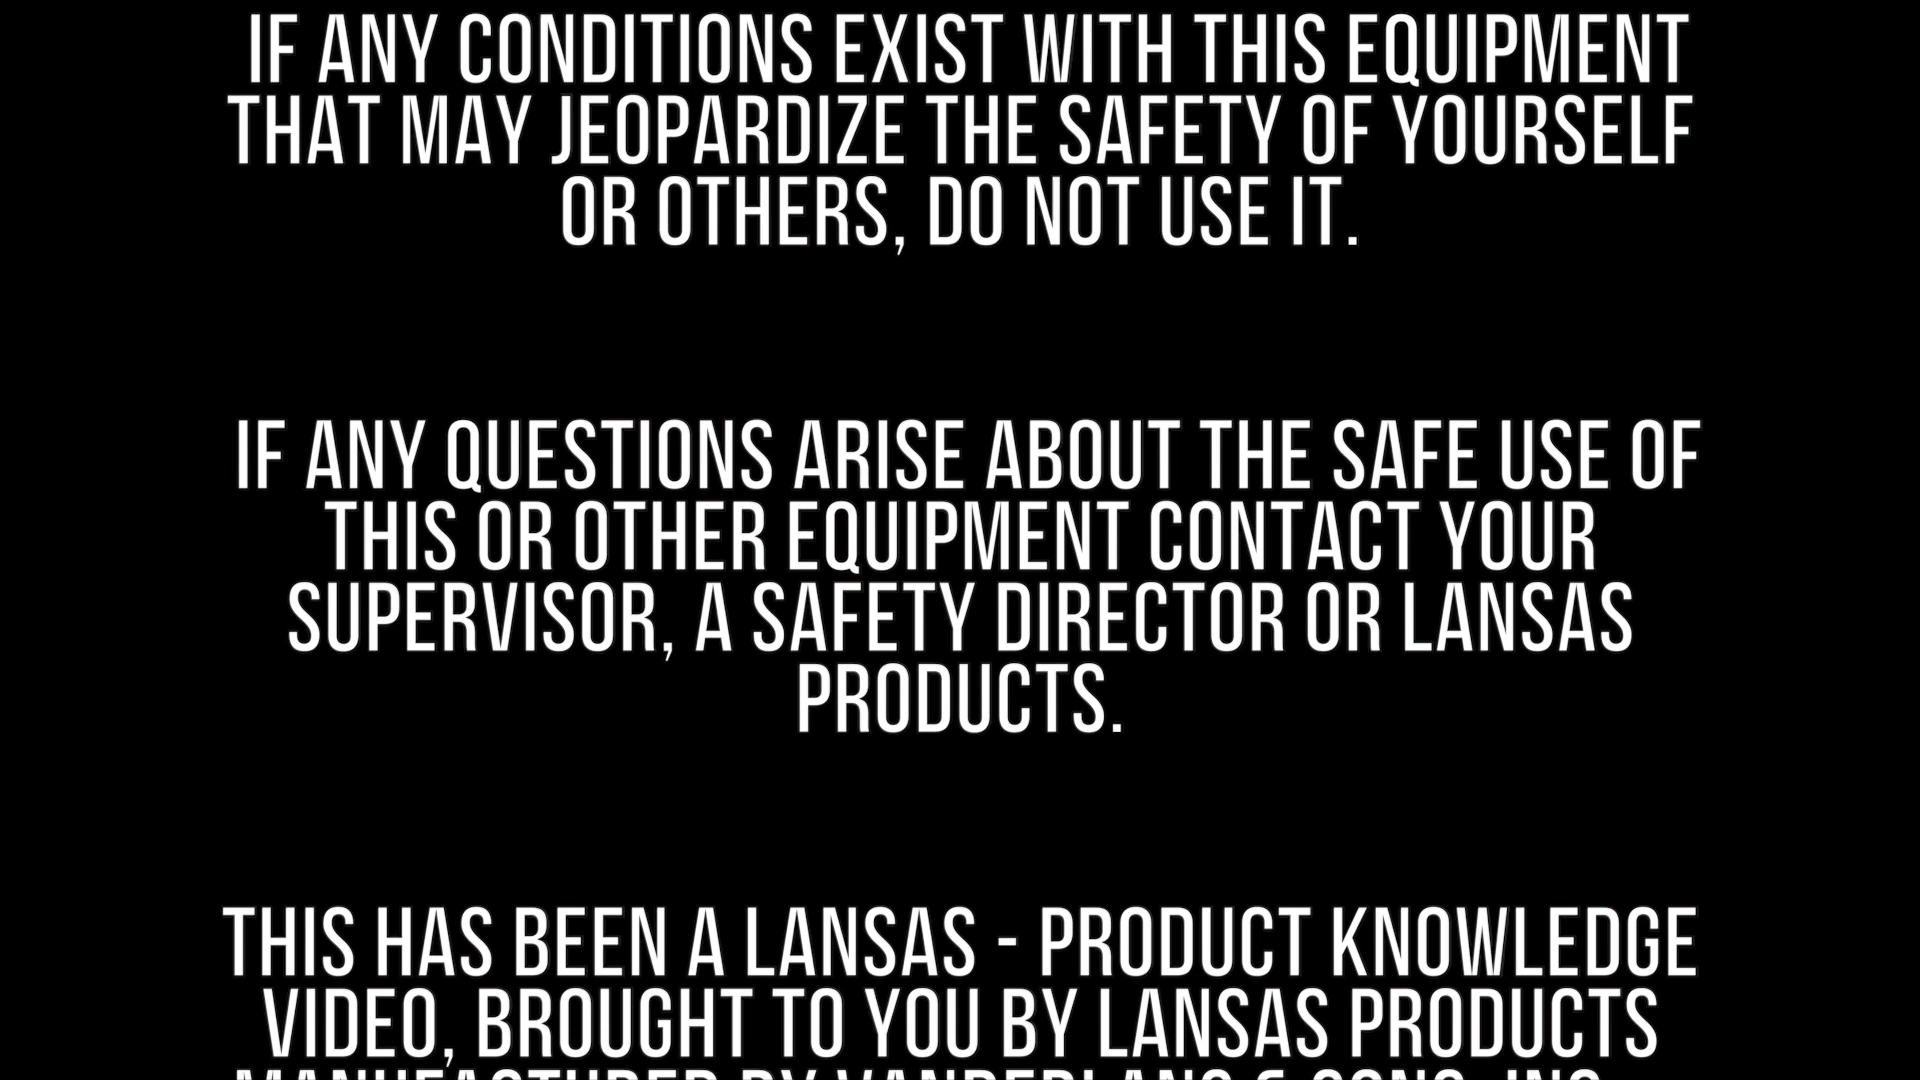 IF ANY CONDITIONS EXIST WITH THIS EQUIPMENT
THAT MAY JEOPARDIZE THE SAFETY OF YOURSELF
OR OTHERS, DO NOT USE IT.
IF ANY QUESTIONS ARISE ABOUT THE SAFE USE OF
THIS OR OTHER EQUIPMENT CONTACT YOUR
SUPERVISOR, A SAFETY DIRECTOR OR LANSAS
PRODUCTS.
THIS HAS BEEN A LANSAS - PRODUCT KNOWLEDGE
VIDEO, BROUGHT TO YOU BY LANSAS PRODUCTS